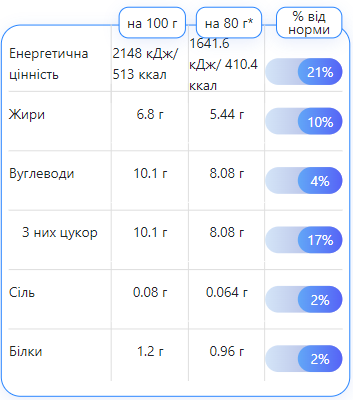 на 100 г на 80 г* % від
норми
Енергетична
цінність
2148 кДж/
513 ккал
1641.6
кДж/ 410.4
ккал
21%
Жири 6.8 г 5.44 г 10%
Вуглеводи 10.1 г 8.08 г 4%
З них цукор 10.1 г 8.08 г 17%
Сіль 0.08 г 0.064 г 2%
Білки 1.2 г 0.96 г 2%